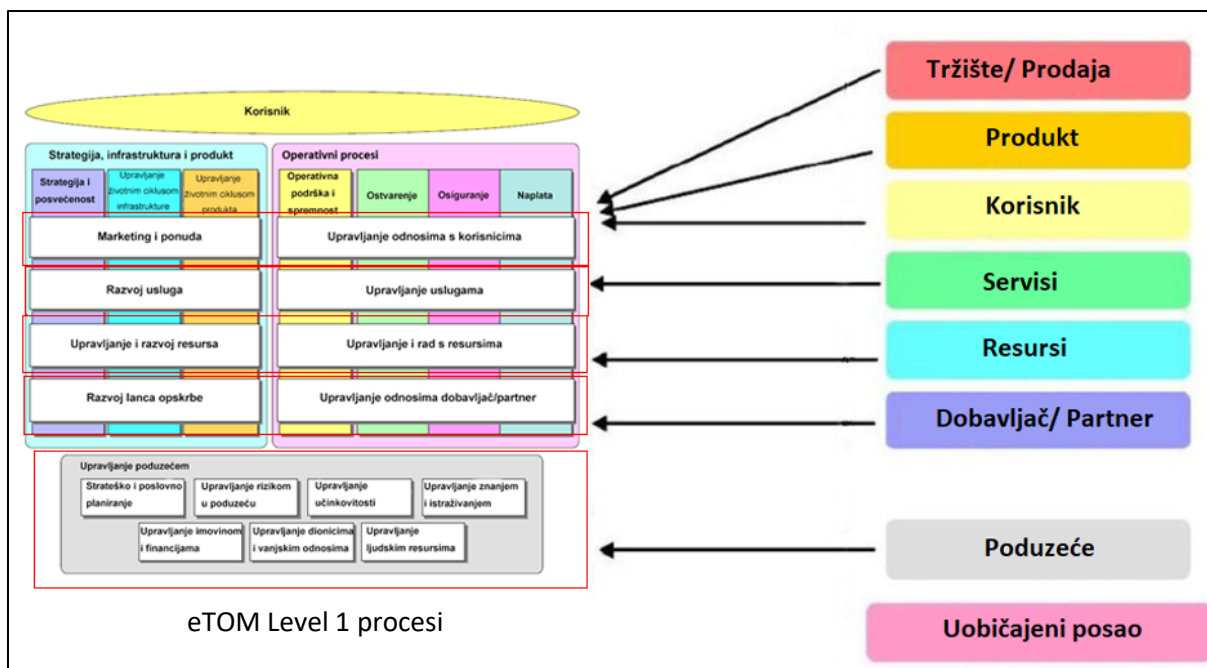 Korisnik
Strategija, infrastruktura i produkt
Operativni procesi
Strategija i
posvećenost
Upravljanje
životnim ciklusom
infrastrukture
Upravljanje
životnim ciklusom
produkta
Operativna
podrška i
spremnost
Ostvarenje
Osiguranje
Naplata
Marketing i ponuda
Upravljanje odnosima s korisnicima
Razvoj usluga
Upravljanje uslugama
Upravljanje i razvoj resursa
Upravljanje i rad s resursima
Razvoj lanca opskrbe
Upravljanje odnosima dobavljač/partner
Upravljanje poduzećem
Strateško i poslovno
planiranje
Upravljanje rizikom
u poduzeću
Upravljanje
učinkovitosti
Upravljanje znanjem
i istraživanjem
Upravljanje imovinom
i financijama
Upravljanje dionicima
i vanjskim odnosima
Upravljanje
ljudskim resursima
eTOM Level 1 procesi
Tržište/ Prodaja
Produkt
Korisnik
Servisi
Resursi
Dobavljač/ Partner
Poduzeće
Uobičajeni posao